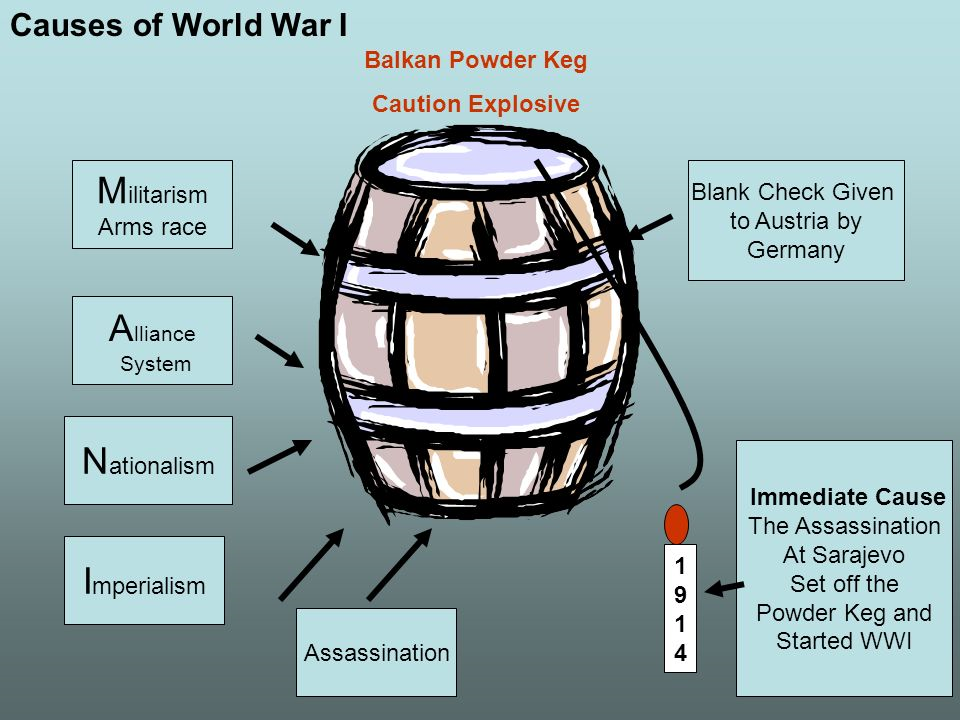 Causes of World War I
Balkan Powder Keg
Caution Explosive
Militarism
Arms race
Alliance
System
Nationalism
Imperialism
Assassination
Blank Check Given
to Austria by
Germany
1
9
1
4
Immediate Cause
The Assassination
At Sarajevo
Set off the
Powder Keg and
Started WWI